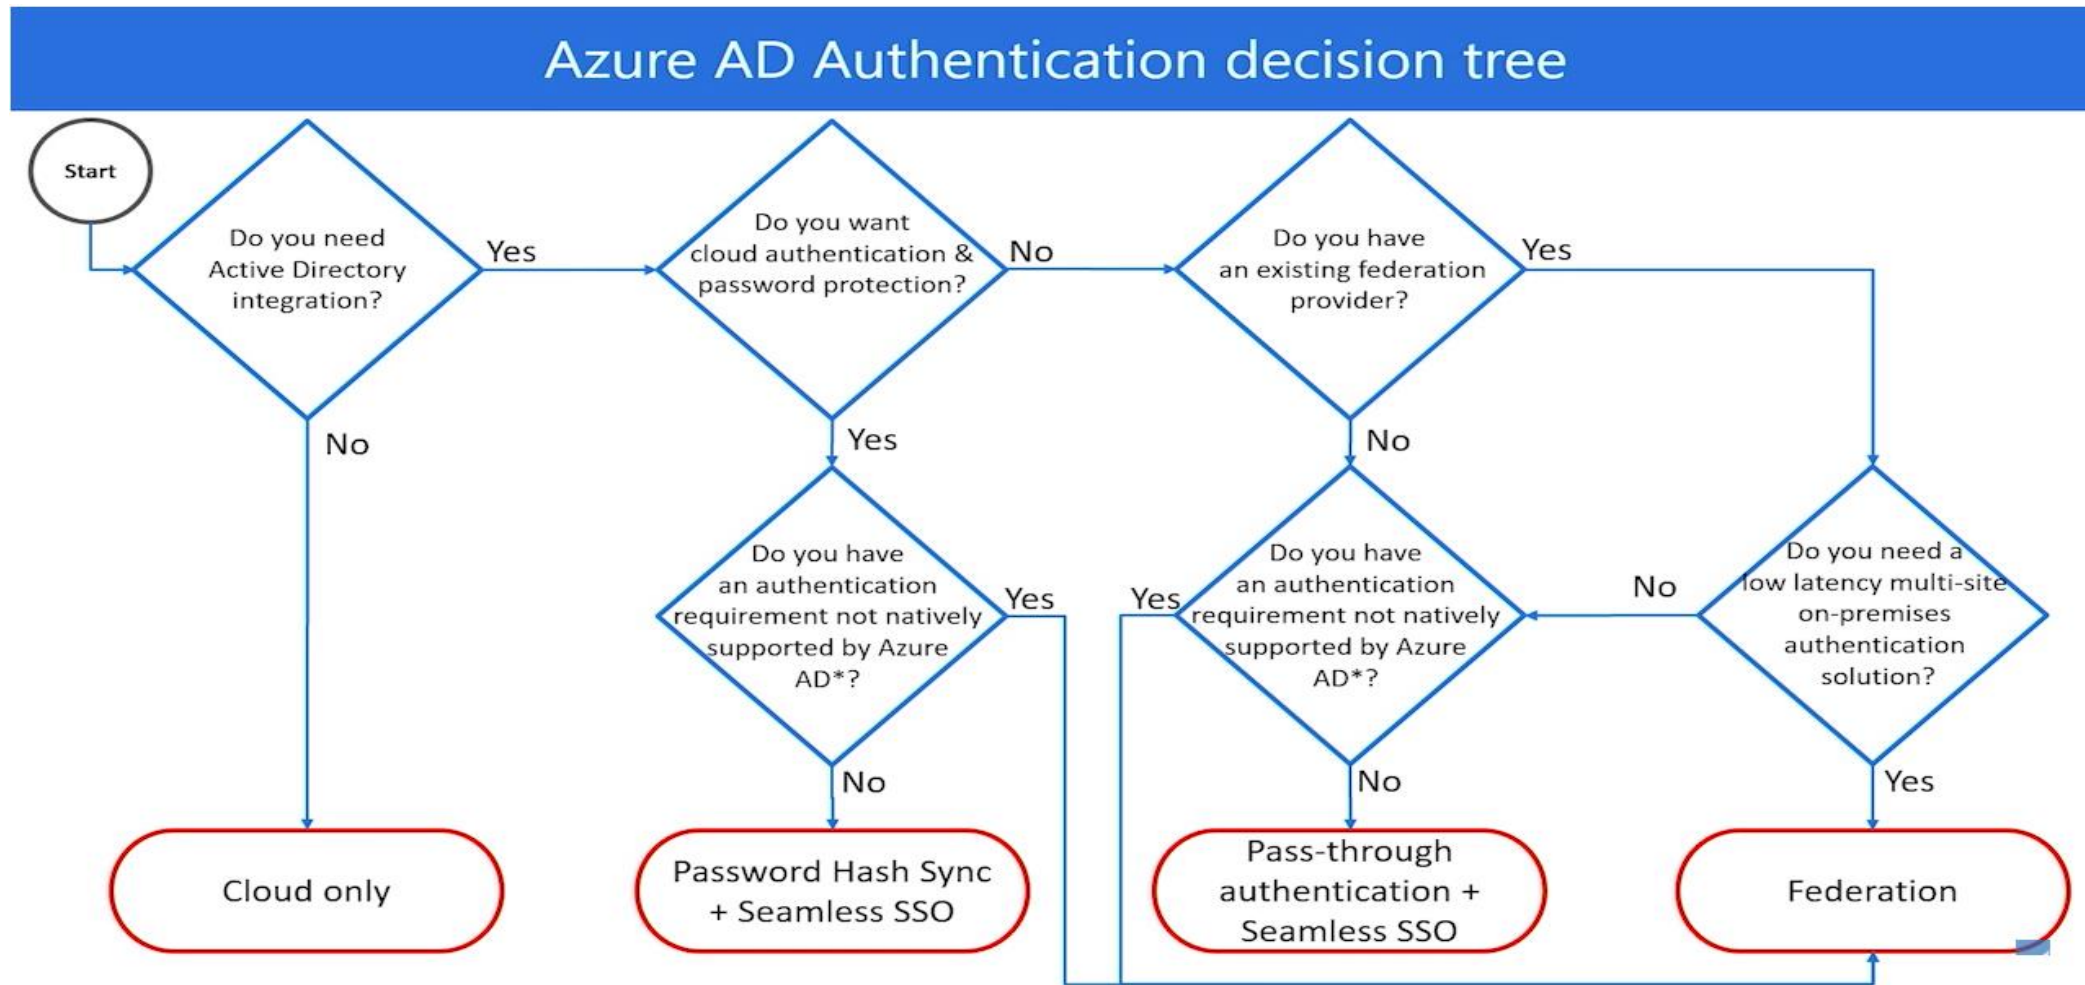 Azure AD Authentication decision tree
Start
Do you need
Active Directory
integration?
Yes
No
Do you want
cloud authentication &
password protection?
No
Yes
Do you have
an existing federation
provider?
Yes
No
Do you have
an authentication
requirement not natively
supported by Azure
AD*?
Yes
No
Do you have
an authentication
requirement not natively
supported by Azure
AD*?
Yes
No
Do you need a
low latency multi-site
on-premises
authentication
solution?
No
Yes
Cloud only
Password Hash Sync
+ Seamless SSO
Pass-through
authentication +
Seamless SSO
Federation